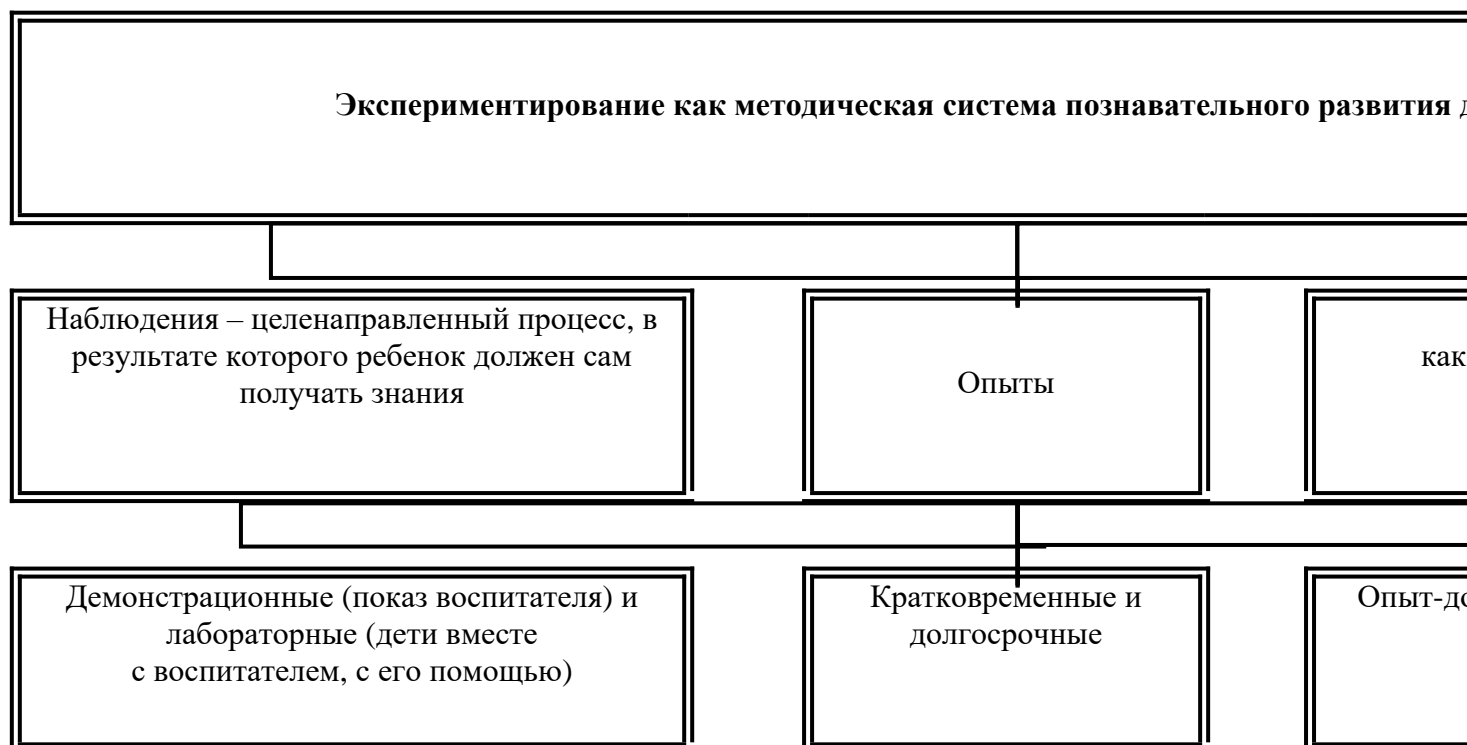 Экспериментирование как методическая система познавательного развития
Наблюдения – целенаправленный процесс, в
результате которого ребенок должен сам
получать знания
Опыты
как
Демонстрационные (показ воспитателя) и
лабораторные (дети вместе
с воспитателем, с его помощью)
Кратковременные и
долгосрочные